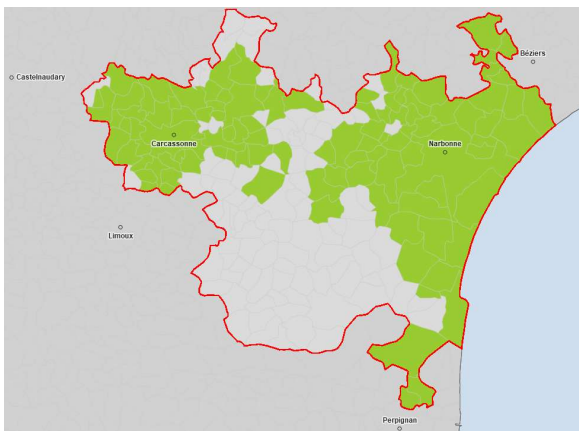 Béziers
Castelnaudary
Carcassonne
Narbonne
Limoux
Perpignan